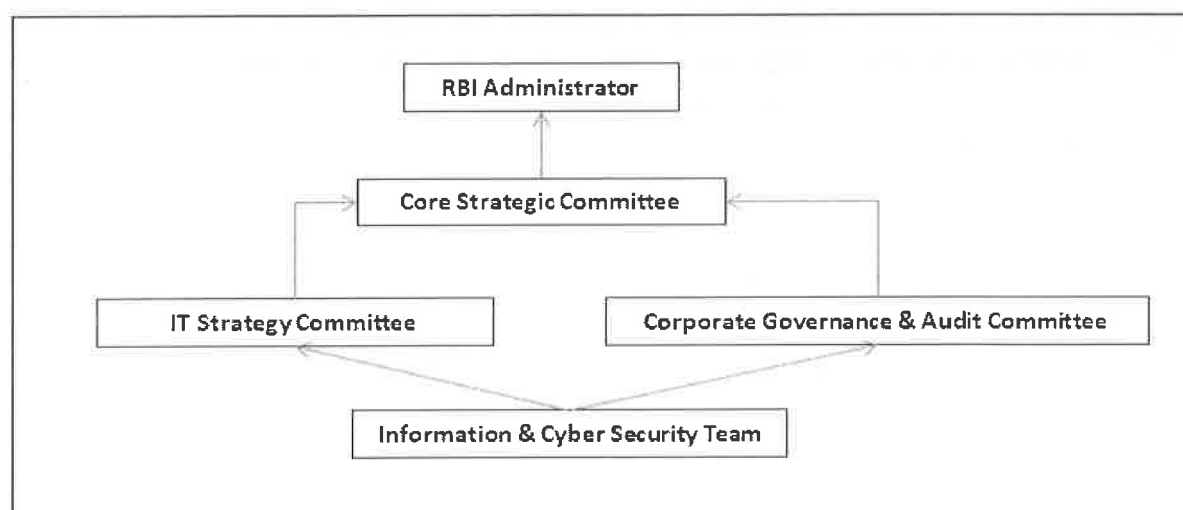 RBI Administrator
Core Strategic Committee
IT Strategy Committee
Corporate Governance & Audit Committee
Information & Cyber Security Team